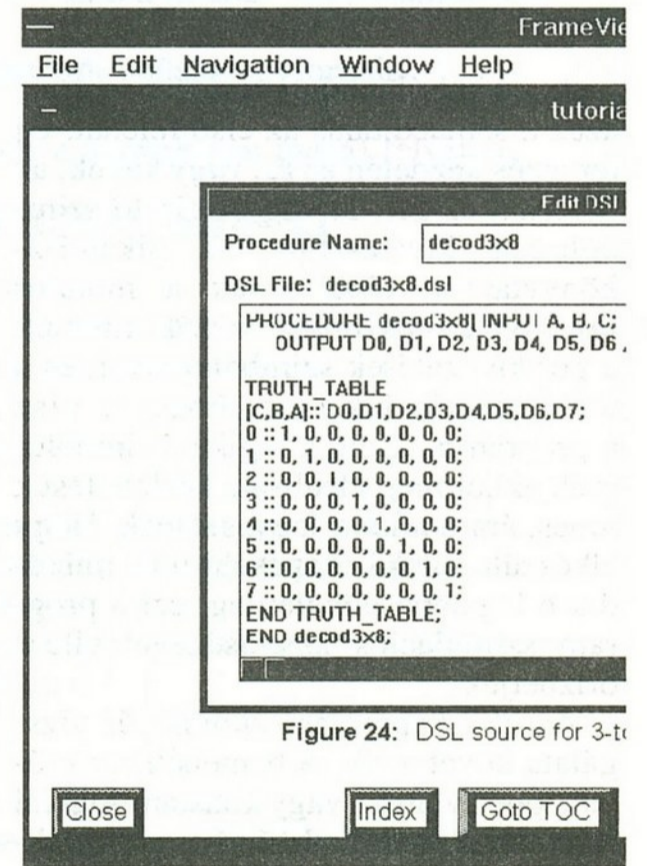 FrameVie
File Edit Navigation Window Help
tutoria
Edit DSL
Procedure Name: decod3x8
DSL File: decod3x8.dsl
PROCEDURE decod3x8[ INPUT A, B, C;
OUTPUT D0, D1, D2, D3, D4, D5, D6 ,
TRUTH_TABLE
[C,B,A]:: D0,D1,D2,D3,D4,D5,D6,D7;
0 :: 1, 0, 0, 0, 0, 0, 0, 0;
1 :: 0, 1, 0, 0, 0, 0, 0, 0;
2 :: 0, 0, 1, 0, 0, 0, 0, 0;
3 :: 0, 0, 0, 1, 0, 0, 0, 0;
4 :: 0, 0, 0, 0, 1, 0, 0, 0;
5 :: 0, 0, 0, 0, 0, 1, 0, 0;
6 :: 0, 0, 0, 0, 0, 0, 1, 0;
7 :: 0, 0, 0, 0, 0, 0, 0, 1;
END TRUTH_TABLE;
END decod3x8;
Figure 24: DSL source for 3-to
Close Index Goto TOC